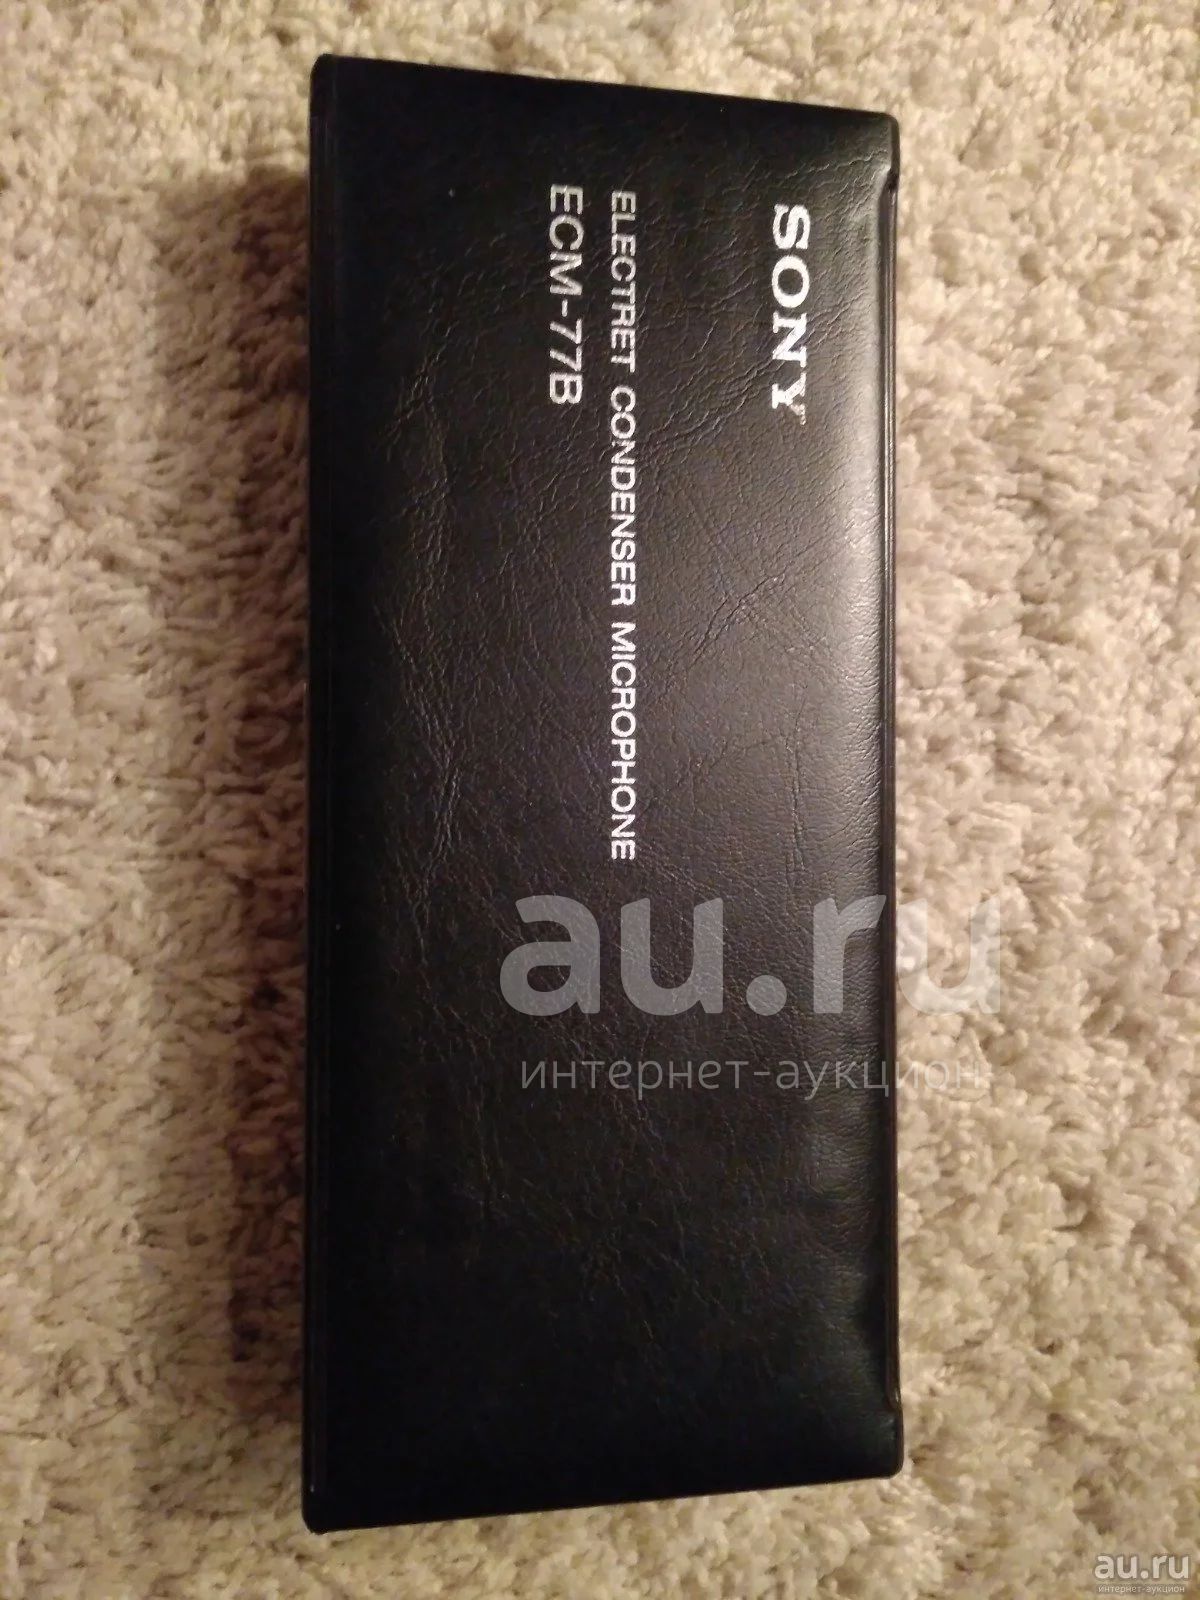 SONY
ELECTRET CONDENSER MICROPHONE
ECM-77B
au.ru
интернет-аукцион
au.ru
интернет-аукцион